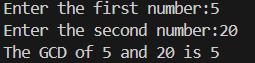 Enter the first number:5
Enter the second number:20
The GCD of 5 and 20 is 5